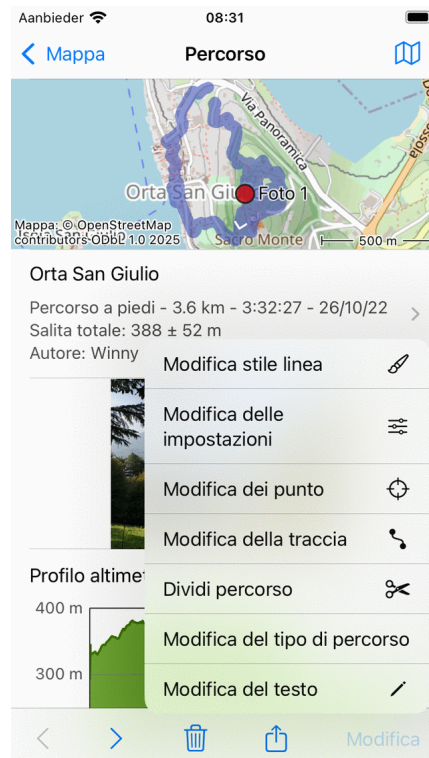 Aanbieder 08:31
Mappa Percorso
Via Panoramica
Orta San Giu Foto 1
Mappa: © OpenStreetMap
contributors ODbL 1.0 2025
Sacro Monte 500 m
Orta San Giulio
Percorso a piedi - 3.6 km - 3:32:27 - 26/10/22
Salita totale: 388 ± 52 m
Autore: Winny
Modifica stile linea
Modifica delle
impostazioni
Modifica dei punto
Modifica della traccia
Dividi percorso
Modifica del tipo di percorso
Modifica del testo
Profilo altimet
400 m
300 m
Modifica